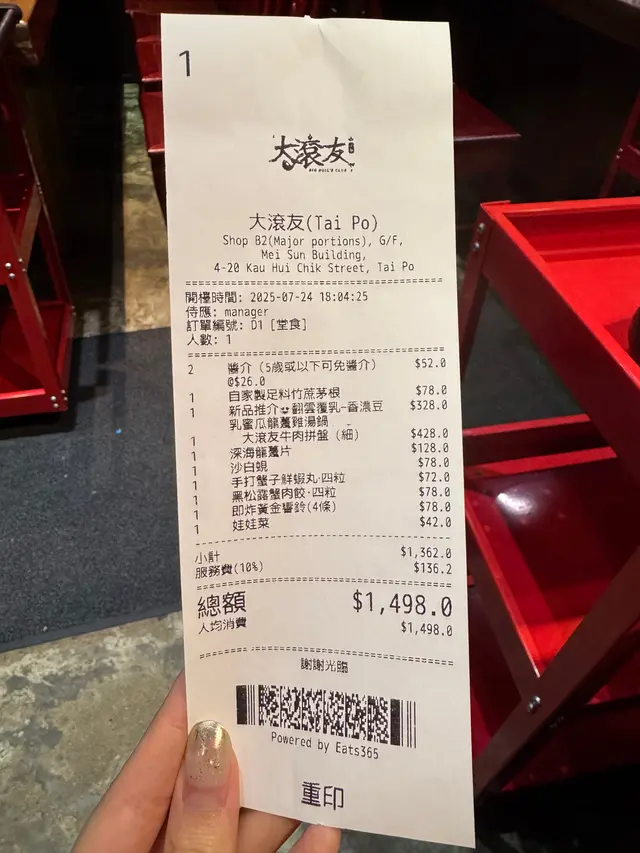 1
大滾友
大滾友(Tai Po)
Shop B2(Major portions), G/F,
Mei Sun Building,
4-20 Kau Hui Chik Street, Tai Po
開檯時間: 2025-07-24 18:04:25
侍應: manager
訂單編號: D1 [堂食]
人數: 1
2 醬介 (5歲或以下可免醬介) $52.0
@$26.0
1 自家製足料竹蔗茅根 $78.0
1 新品推介 翻雲覆乳-香濃豆 $328.0
乳蜜瓜龍躉雞湯鍋
1 大滾友牛肉拼盤 (細) $428.0
1 深海龍躉片 $128.0
1 沙白蜆 $78.0
1 手打蟹子鮮蝦丸·四粒 $72.0
1 黑松露蟹肉餃·四粒 $78.0
1 即炸黃金響鈴(4條) $78.0
1 娃娃菜 $42.0
小計 $1,362.0
服務費(10%) $136.2
總額 $1,498.0
人均消費 $1,498.0
謝謝光臨
Powered by Eats365
重印